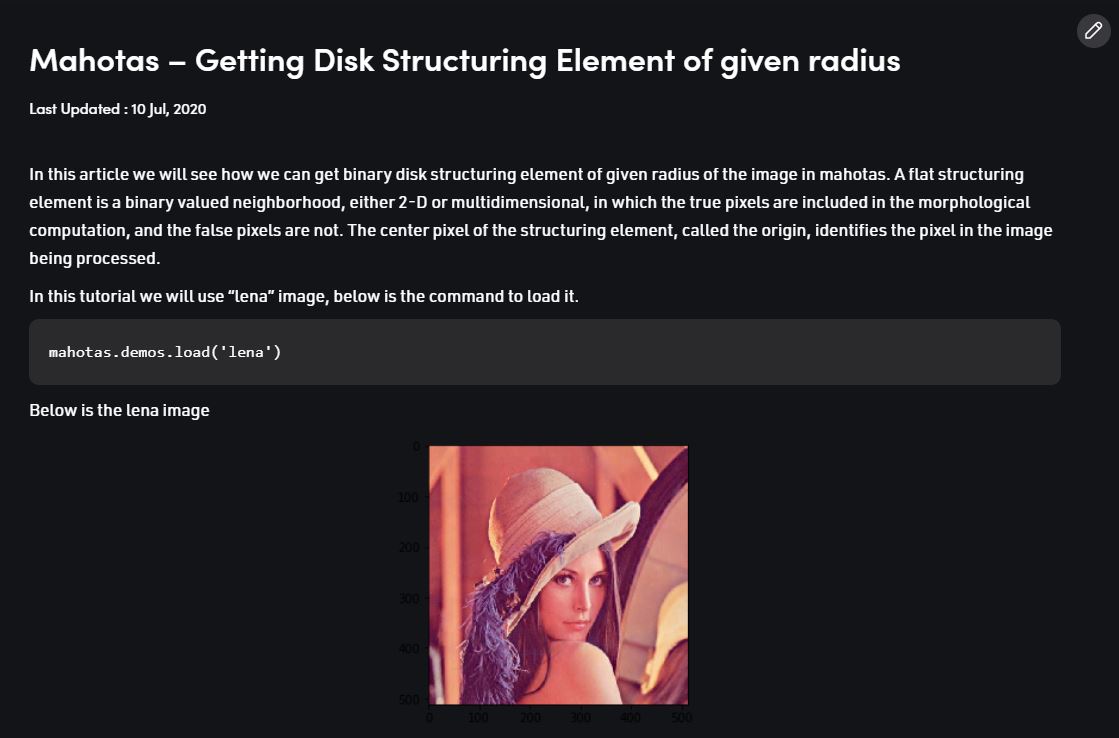 Mahotas – Getting Disk Structuring Element of given radius
Last Updated : 10 Jul, 2020
In this article we will see how we can get binary disk structuring element of given radius of the image in mahotas. A flat structuring
element is a binary valued neighborhood, either 2-D or multidimensional, in which the true pixels are included in the morphological
computation, and the false pixels are not. The center pixel of the structuring element, called the origin, identifies the pixel in the image
being processed.
In this tutorial we will use “lena” image, below is the command to load it.
mahotas.demos.load('lena')
Below is the lena image
0
100
200
300
400
500
0 100 200 300 400 500